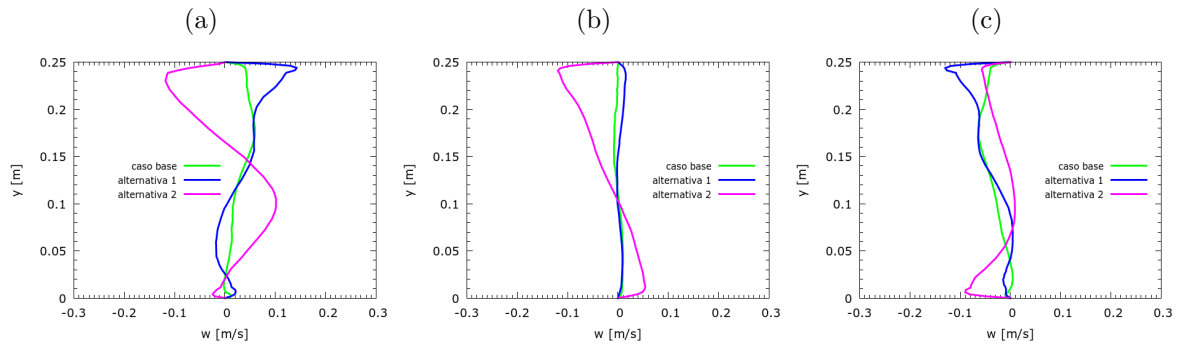 (a)
y [m]
0.25
0.2
0.15
0.1
0.05
0
caso base
alternativa 1
alternativa 2
-0.3 -0.2 -0.1 0 0.1 0.2 0.3
w [m/s]
(b)
y [m]
0.25
0.2
0.15
0.1
0.05
0
caso base
alternativa 1
alternativa 2
-0.3 -0.2 -0.1 0 0.1 0.2 0.3
w [m/s]
(c)
y [m]
0.25
0.2
0.15
0.1
0.05
0
caso base
alternativa 1
alternativa 2
-0.3 -0.2 -0.1 0 0.1 0.2 0.3
w [m/s]